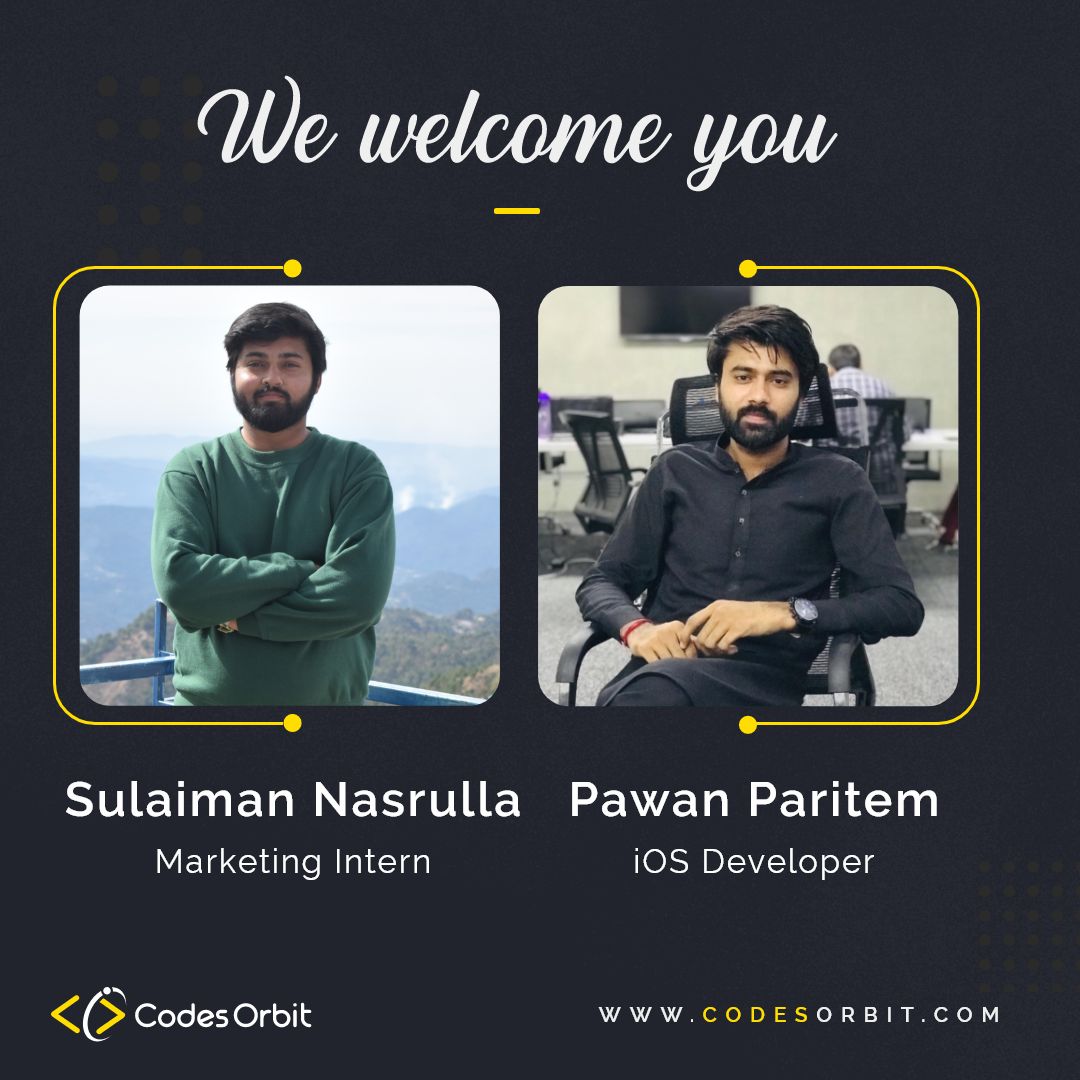 We welcome you
Sulaiman Nasrulla
Marketing Intern
Pawan Paritem
iOS Developer
Codes Orbit
WWW.CODESORBIT.COM